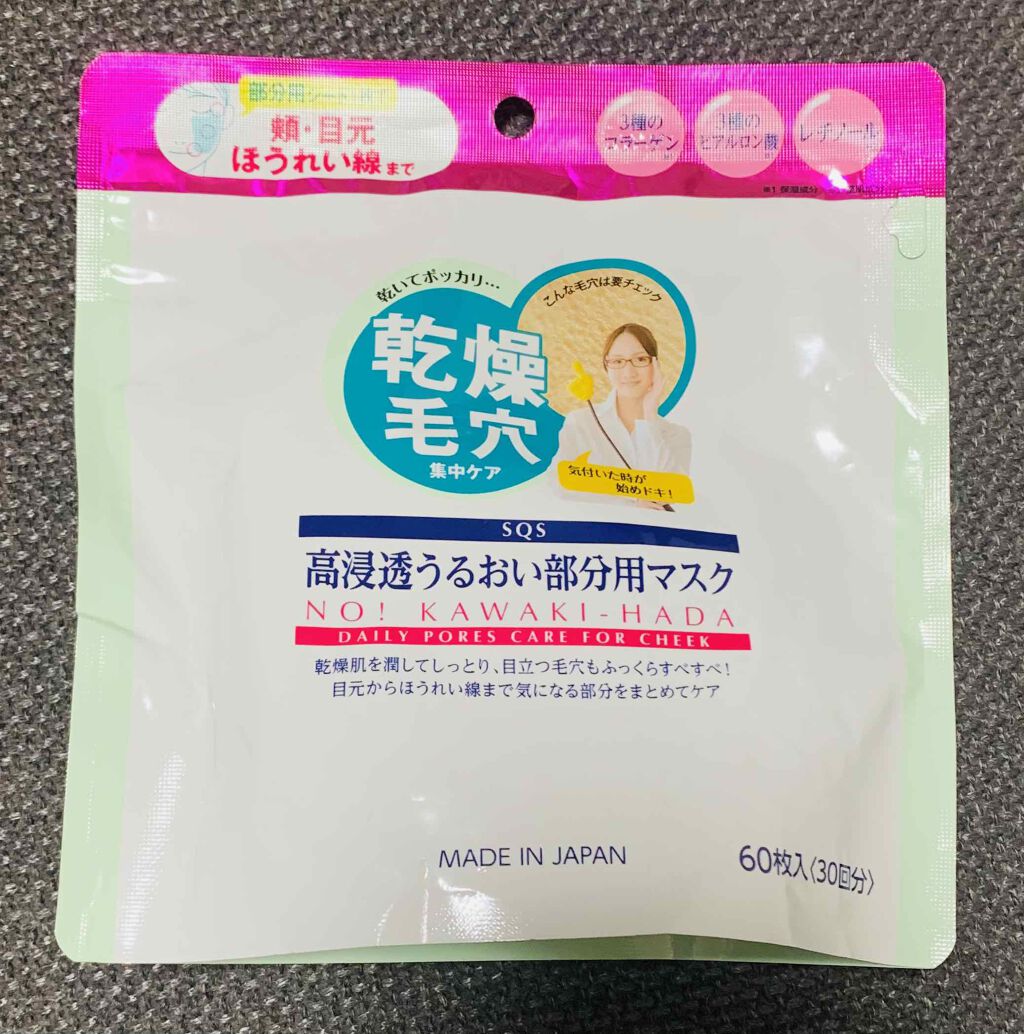 部分用シート
頬・目元
ほうれい線まで
3種の
コラーゲン
3種の
ヒアルロン酸
レチノール
※1 保湿成分
乾いてポッカリ…
乾燥
毛穴
集中ケア
こんな毛穴は要チェック
気付いた時が
始めドキ!
SQS
高浸透うるおい部分用マスク
NO! KAWAKI-HADA
DAILY PORES CARE FOR CHEEK
乾燥肌を潤してしっとり、目立つ毛穴もふっくらすべすべ!
目元からほうれい線まで気になる部分をまとめてケア
MADE IN JAPAN
60枚入〈30回分〉